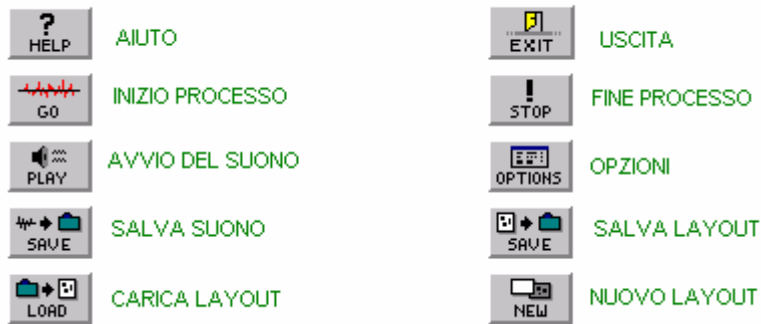 ?
HELP
AIUTO
EXIT
USCITA
GO
INIZIO PROCESSO
!
STOP
FINE PROCESSO
PLAY
AVVIO DEL SUONO
OPTIONS
OPZIONI
SAVE
SALVA SUONO
SAVE
SALVA LAYOUT
LOAD
CARICA LAYOUT
NEW
NUOVO LAYOUT